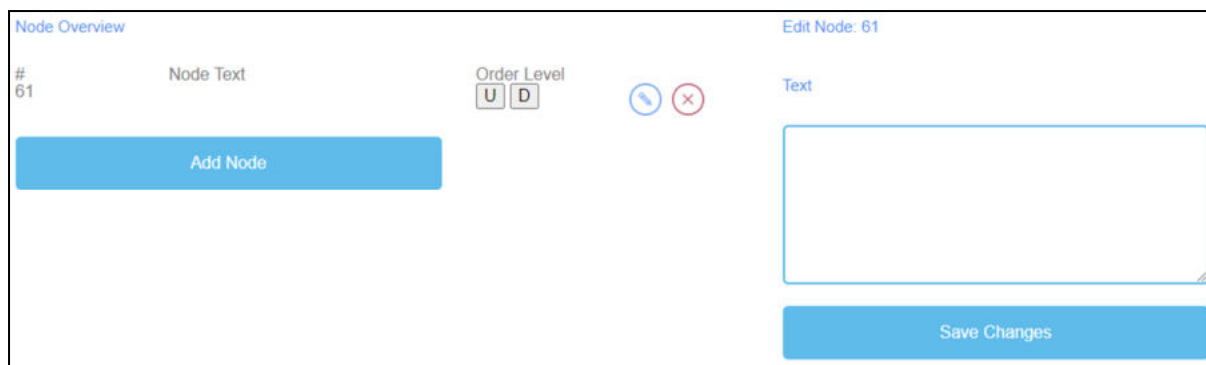 Node Overview
# Node Text Order Level
61 U D
Add Node
Edit Node: 61
Text
Save Changes